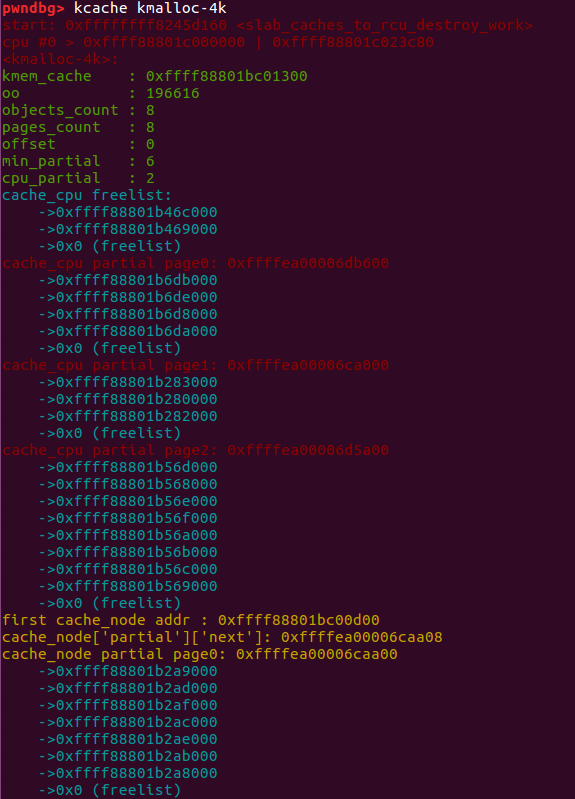 pwndbg> kcache kmalloc-4k
start: 0xffffffff8245d160 <slab_caches_to_rcu_destroy_work>
cpu #0 > 0xffff88801c000000 | 0xffff88801c023c80
<kmalloc-4k>:
kmem_cache    : 0xffff88801bc01300
oo            : 196616
objects_count : 8
pages_count   : 8
offset        : 0
min_partial   : 6
cpu_partial   : 2
cache_cpu freelist:
    ->0xffff88801b46c000
    ->0xffff88801b469000
    ->0x0 (freelist)
cache_cpu partial page0: 0xffffea00006db600
    ->0xffff88801b6db000
    ->0xffff88801b6de000
    ->0xffff88801b6d8000
    ->0xffff88801b6da000
    ->0x0 (freelist)
cache_cpu partial page1: 0xffffea00006ca000
    ->0xffff88801b283000
    ->0xffff88801b280000
    ->0xffff88801b282000
    ->0x0 (freelist)
cache_cpu partial page2: 0xffffea00006d5a00
    ->0xffff88801b56d000
    ->0xffff88801b568000
    ->0xffff88801b56e000
    ->0xffff88801b56f000
    ->0xffff88801b56a000
    ->0xffff88801b56b000
    ->0xffff88801b56c000
    ->0xffff88801b569000
    ->0x0 (freelist)
first cache_node addr : 0xffff88801bc00d00
cache_node['partial']['next']: 0xffffea00006caa08
cache_node partial page0: 0xffffea00006caa00
    ->0xffff88801b2a9000
    ->0xffff88801b2ad000
    ->0xffff88801b2af000
    ->0xffff88801b2ac000
    ->0xffff88801b2ae000
    ->0xffff88801b2ab000
    ->0xffff88801b2a8000
    ->0x0 (freelist)